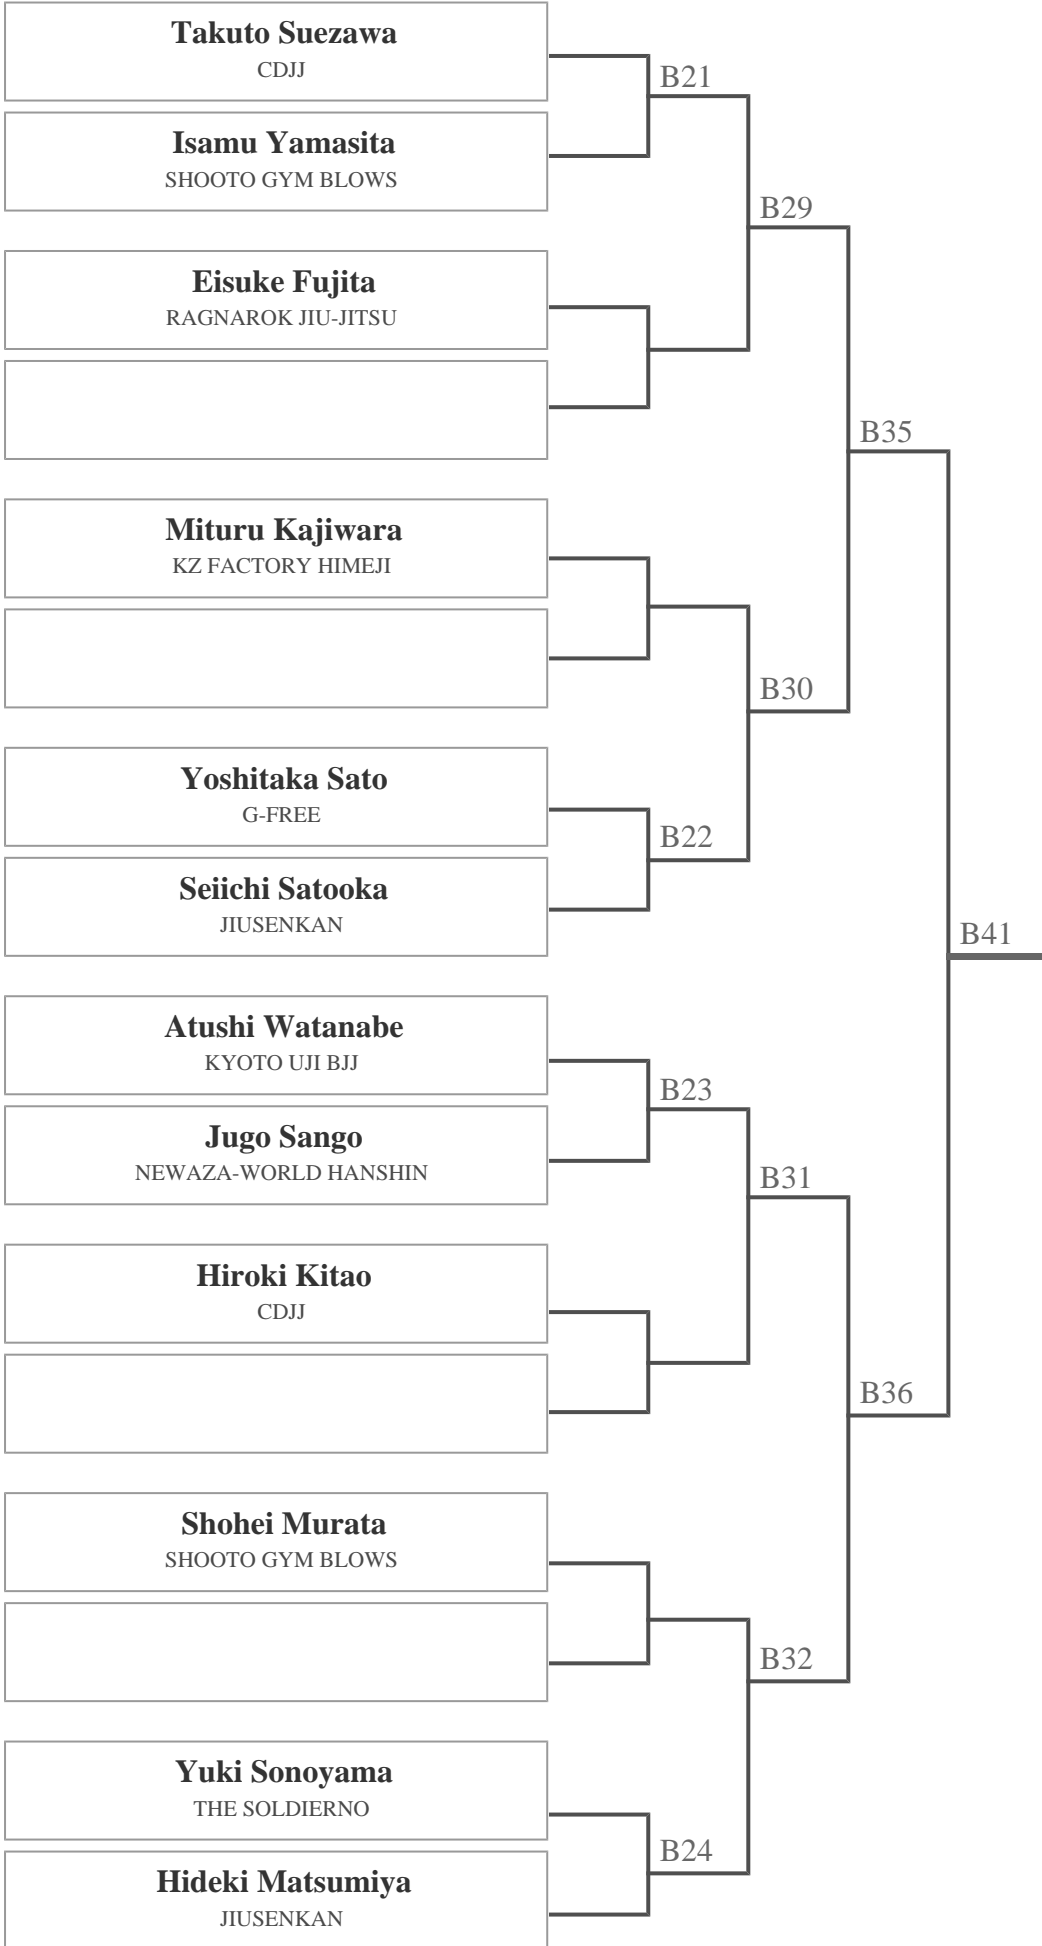 Takuto Suezawa
CDJJ
B21
Isamu Yamasita
SHOOTO GYM BLOWS
B29
Eisuke Fujita
RAGNAROK JIU-JITSU
B35
Mituru Kajiwara
KZ FACTORY HIMEJI
B30
Yoshitaka Sato
G-FREE
B22
Seiichi Satooka
JIUSENKAN
B41
Atushi Watanabe
KYOTO UJI BJJ
B23
Jugo Sango
NEWAZA-WORLD HANSHIN
B31
Hiroki Kitao
CDJJ
B36
Shohei Murata
SHOOTO GYM BLOWS
B32
Yuki Sonoyama
THE SOLDIERNO
B24
Hideki Matsumiya
JIUSENKAN